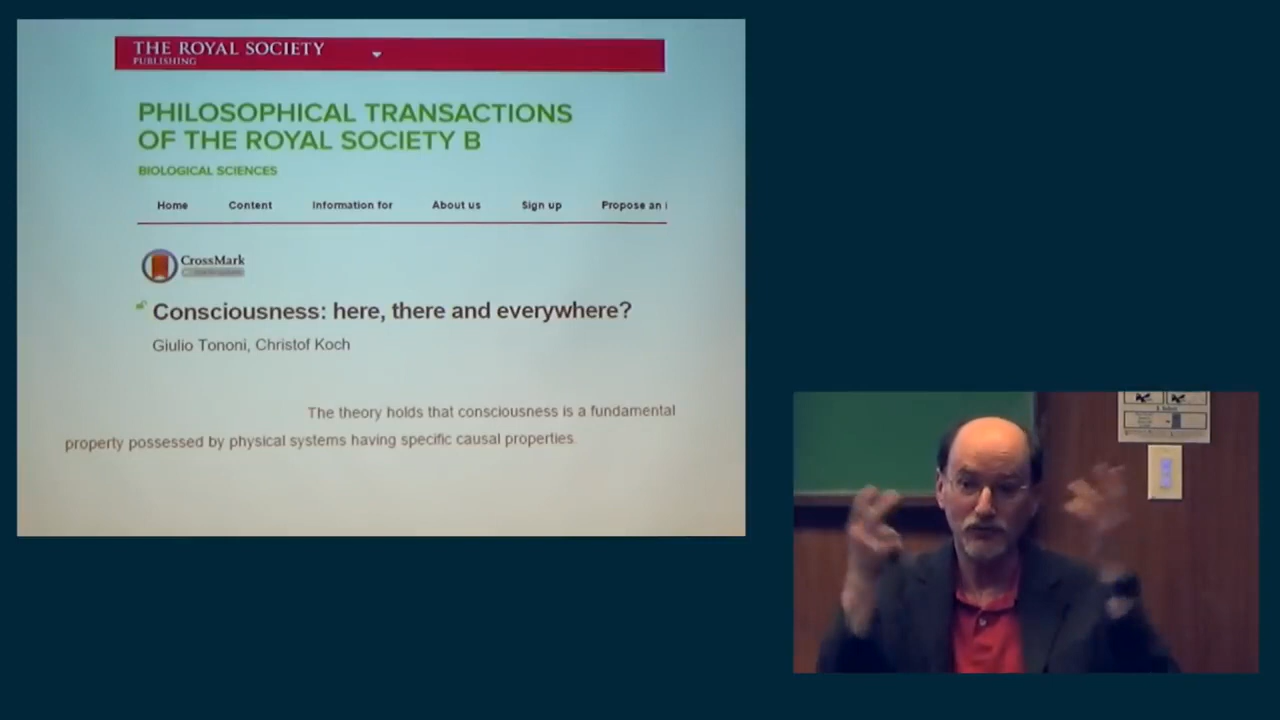 THE ROYAL SOCIETY
PUBLISHING
PHILOSOPHICAL TRANSACTIONS
OF THE ROYAL SOCIETY B
BIOLOGICAL SCIENCES
Home Content Information for About us Sign up Propose an i
CrossMark
Consciousness: here, there and everywhere?
Giulio Tononi, Christof Koch
The theory holds that consciousness is a fundamental
property possessed by physical systems having specific causal properties.